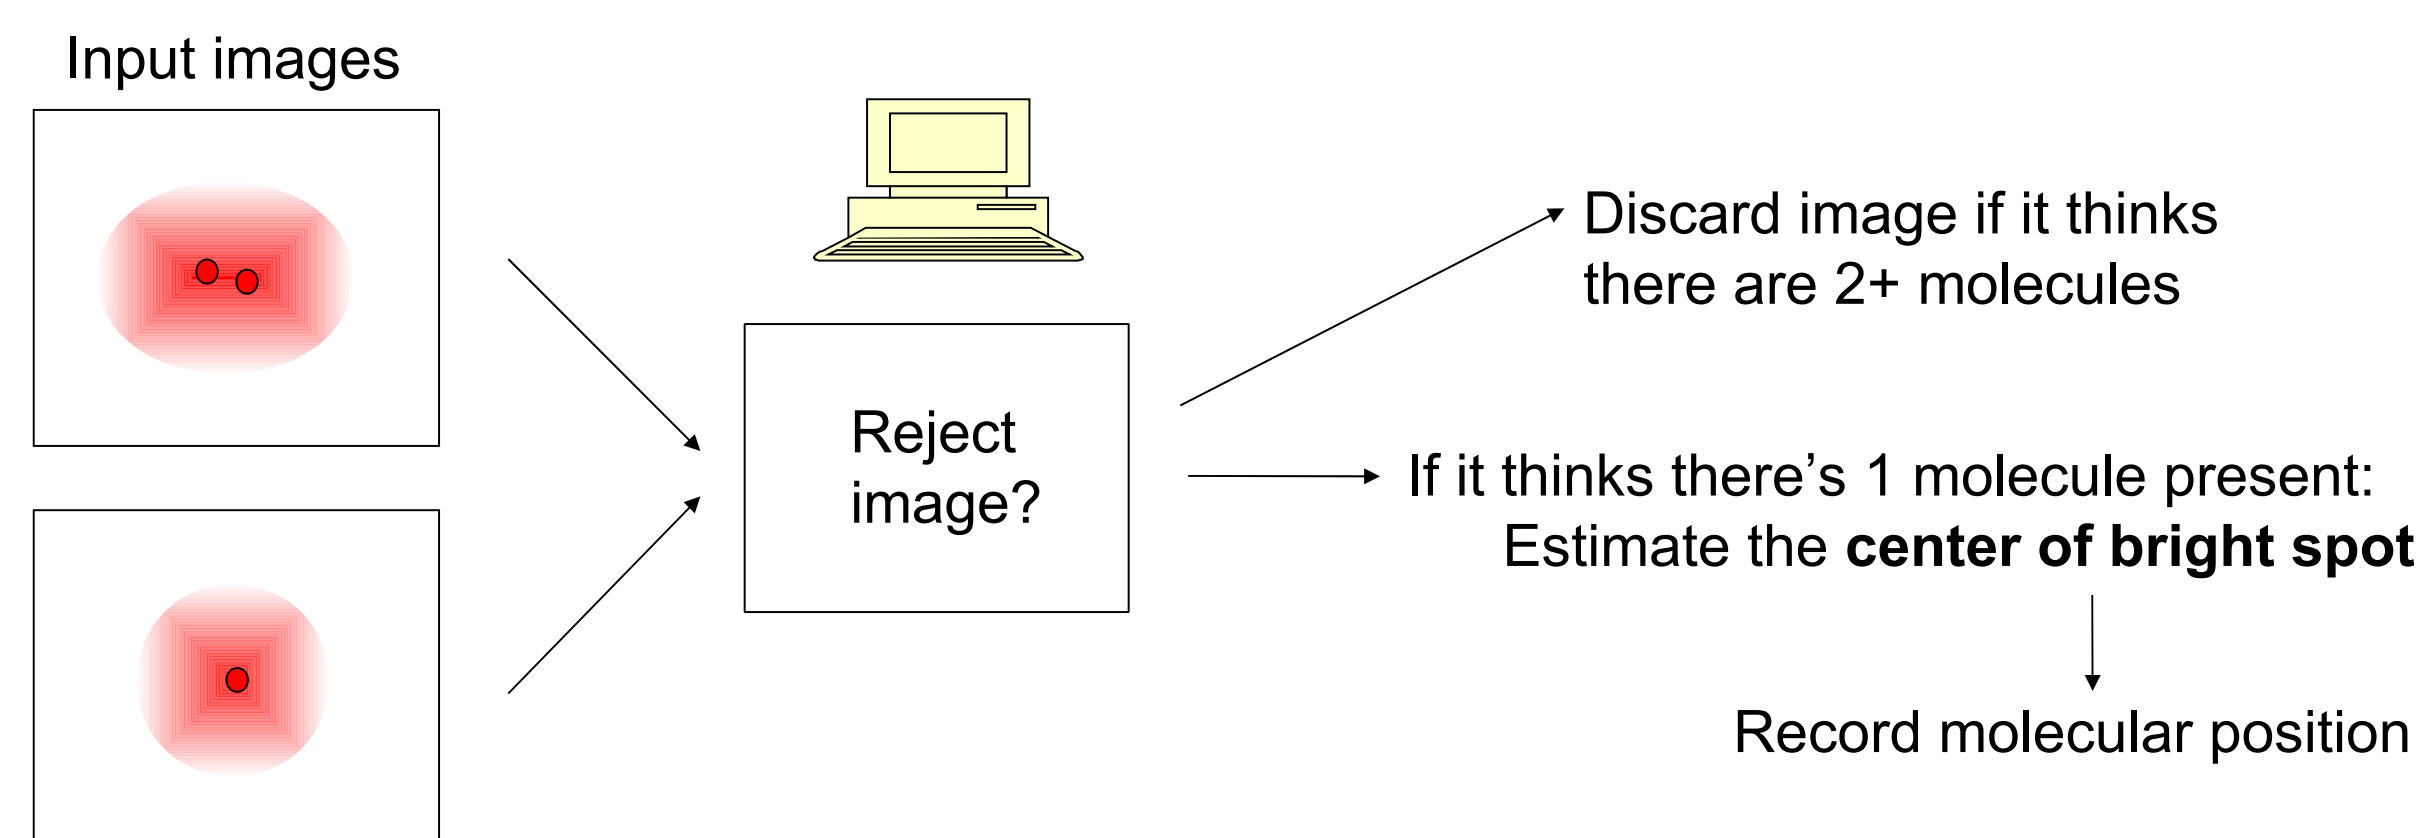 Input images
Reject
image?
Discard image if it thinks
there are 2+ molecules
If it thinks there’s 1 molecule present:
Estimate the center of bright spot
Record molecular position